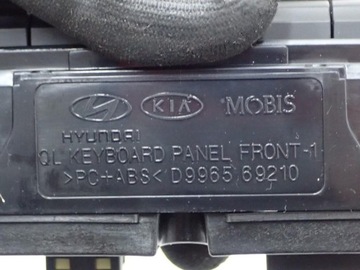 KIA MOBIS
HYUNDAI
QL KEYBOARD PANEL FRONT-1
>PC+ABS< D9965 69210